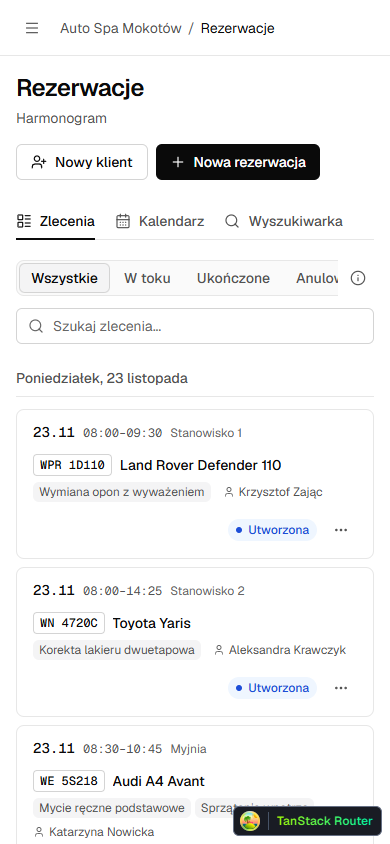 Auto Spa Mokotów / Rezerwacje
Rezerwacje
Harmonogram
Nowy klient
Nowa rezerwacja
Zlecenia Kalendarz Wyszukiwarka
Wszystkie W toku Ukończone Anulow
Szukaj zlecenia...
Poniedziałek, 23 listopada
23.11 08:00–09:30 Stanowisko 1
WPR 1D110 Land Rover Defender 110
Wymiana opon z wyważeniem Krzysztof Zając
Utworzona
23.11 08:00–14:25 Stanowisko 2
WN 4720C Toyota Yaris
Korekta lakieru dwuetapowa Aleksandra Krawczyk
Utworzona
23.11 08:30–10:45 Myjnia
WE 5S218 Audi A4 Avant
Mycie ręczne podstawowe
Katarzyna Nowicka
TanStack Router